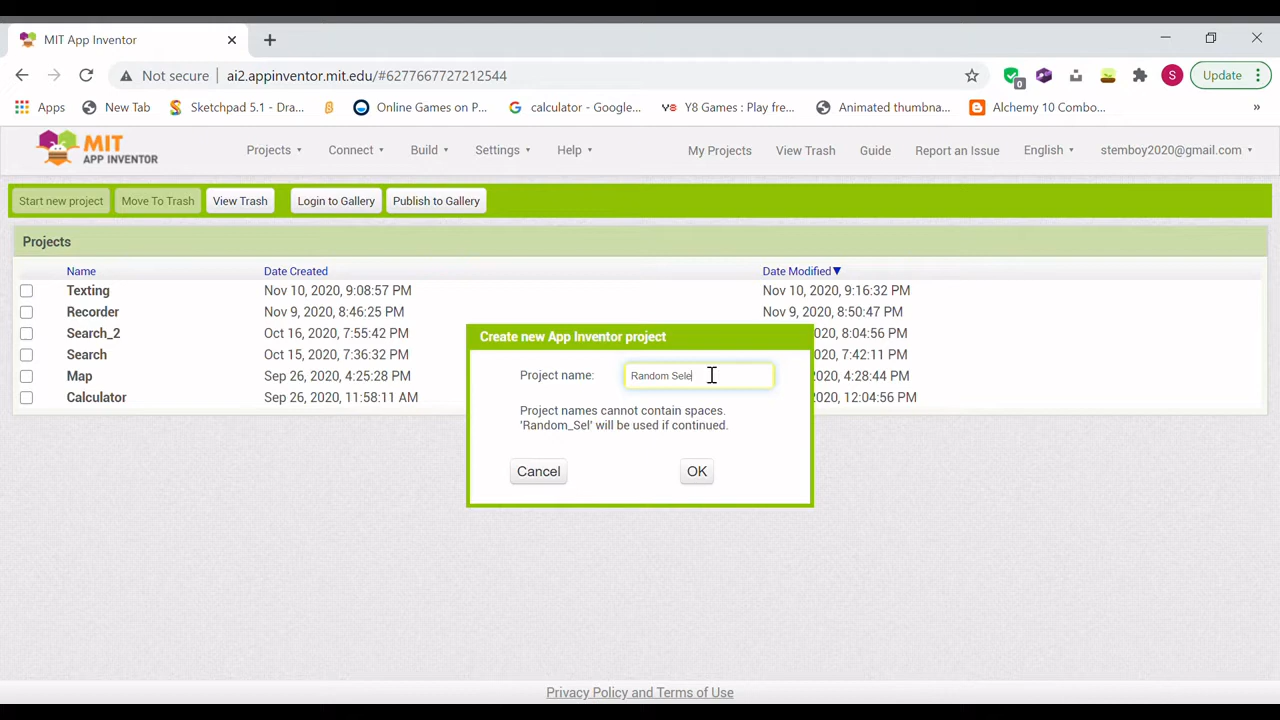 MIT App Inventor
Not secure ai2.appinventor.mit.edu/#6277667727212544 0 S Update
Apps New Tab Sketchpad 5.1 - Dra... Online Games on P... calculator - Google... Y8 Games : Play fre... Animated thumbna... Alchemy 10 Combo... »
MIT APP INVENTOR Projects Connect Build Settings Help My Projects View Trash Guide Report an Issue English stemboy2020@gmail.com
Start new project Move To Trash View Trash Login to Gallery Publish to Gallery
Projects
Name Date Created Date Modified▼
Texting Nov 10, 2020, 9:08:57 PM Nov 10, 2020, 9:16:32 PM
Recorder Nov 9, 2020, 8:46:25 PM Nov 9, 2020, 8:50:47 PM
Search_2 Oct 16, 2020, 7:55:42 PM 2020, 8:04:56 PM
Search Oct 15, 2020, 7:36:32 PM 2020, 7:42:11 PM
Map Sep 26, 2020, 4:25:28 PM 2020, 4:28:44 PM
Calculator Sep 26, 2020, 11:58:11 AM 2020, 12:04:56 PM
Create new App Inventor project
Project name: Random Sele
Project names cannot contain spaces.
'Random_Sel' will be used if continued.
Cancel OK
Privacy Policy and Terms of Use